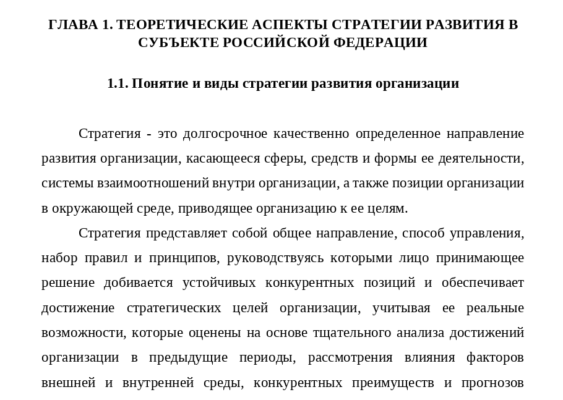 ГЛАВА 1. ТЕОРЕТИЧЕСКИЕ АСПЕКТЫ СТРАТЕГИИ РАЗВИТИЯ В
СУБЪЕКТЕ РОССИЙСКОЙ ФЕДЕРАЦИИ
1.1. Понятие и виды стратегии развития организации
Стратегия - это долгосрочное качественно определенное направление
развития организации, касающееся сферы, средств и формы ее деятельности,
системы взаимоотношений внутри организации, а также позиции организации
в окружающей среде, приводящее организацию к ее целям.
Стратегия представляет собой общее направление, способ управления,
набор правил и принципов, руководствуясь которыми лицо принимающее
решение добивается устойчивых конкурентных позиций и обеспечивает
достижение стратегических целей организации, учитывая ее реальные
возможности, которые оценены на основе тщательного анализа достижений
организации в предыдущие периоды, рассмотрения влияния факторов
внешней и внутренней среды, конкурентных преимуществ и прогнозов